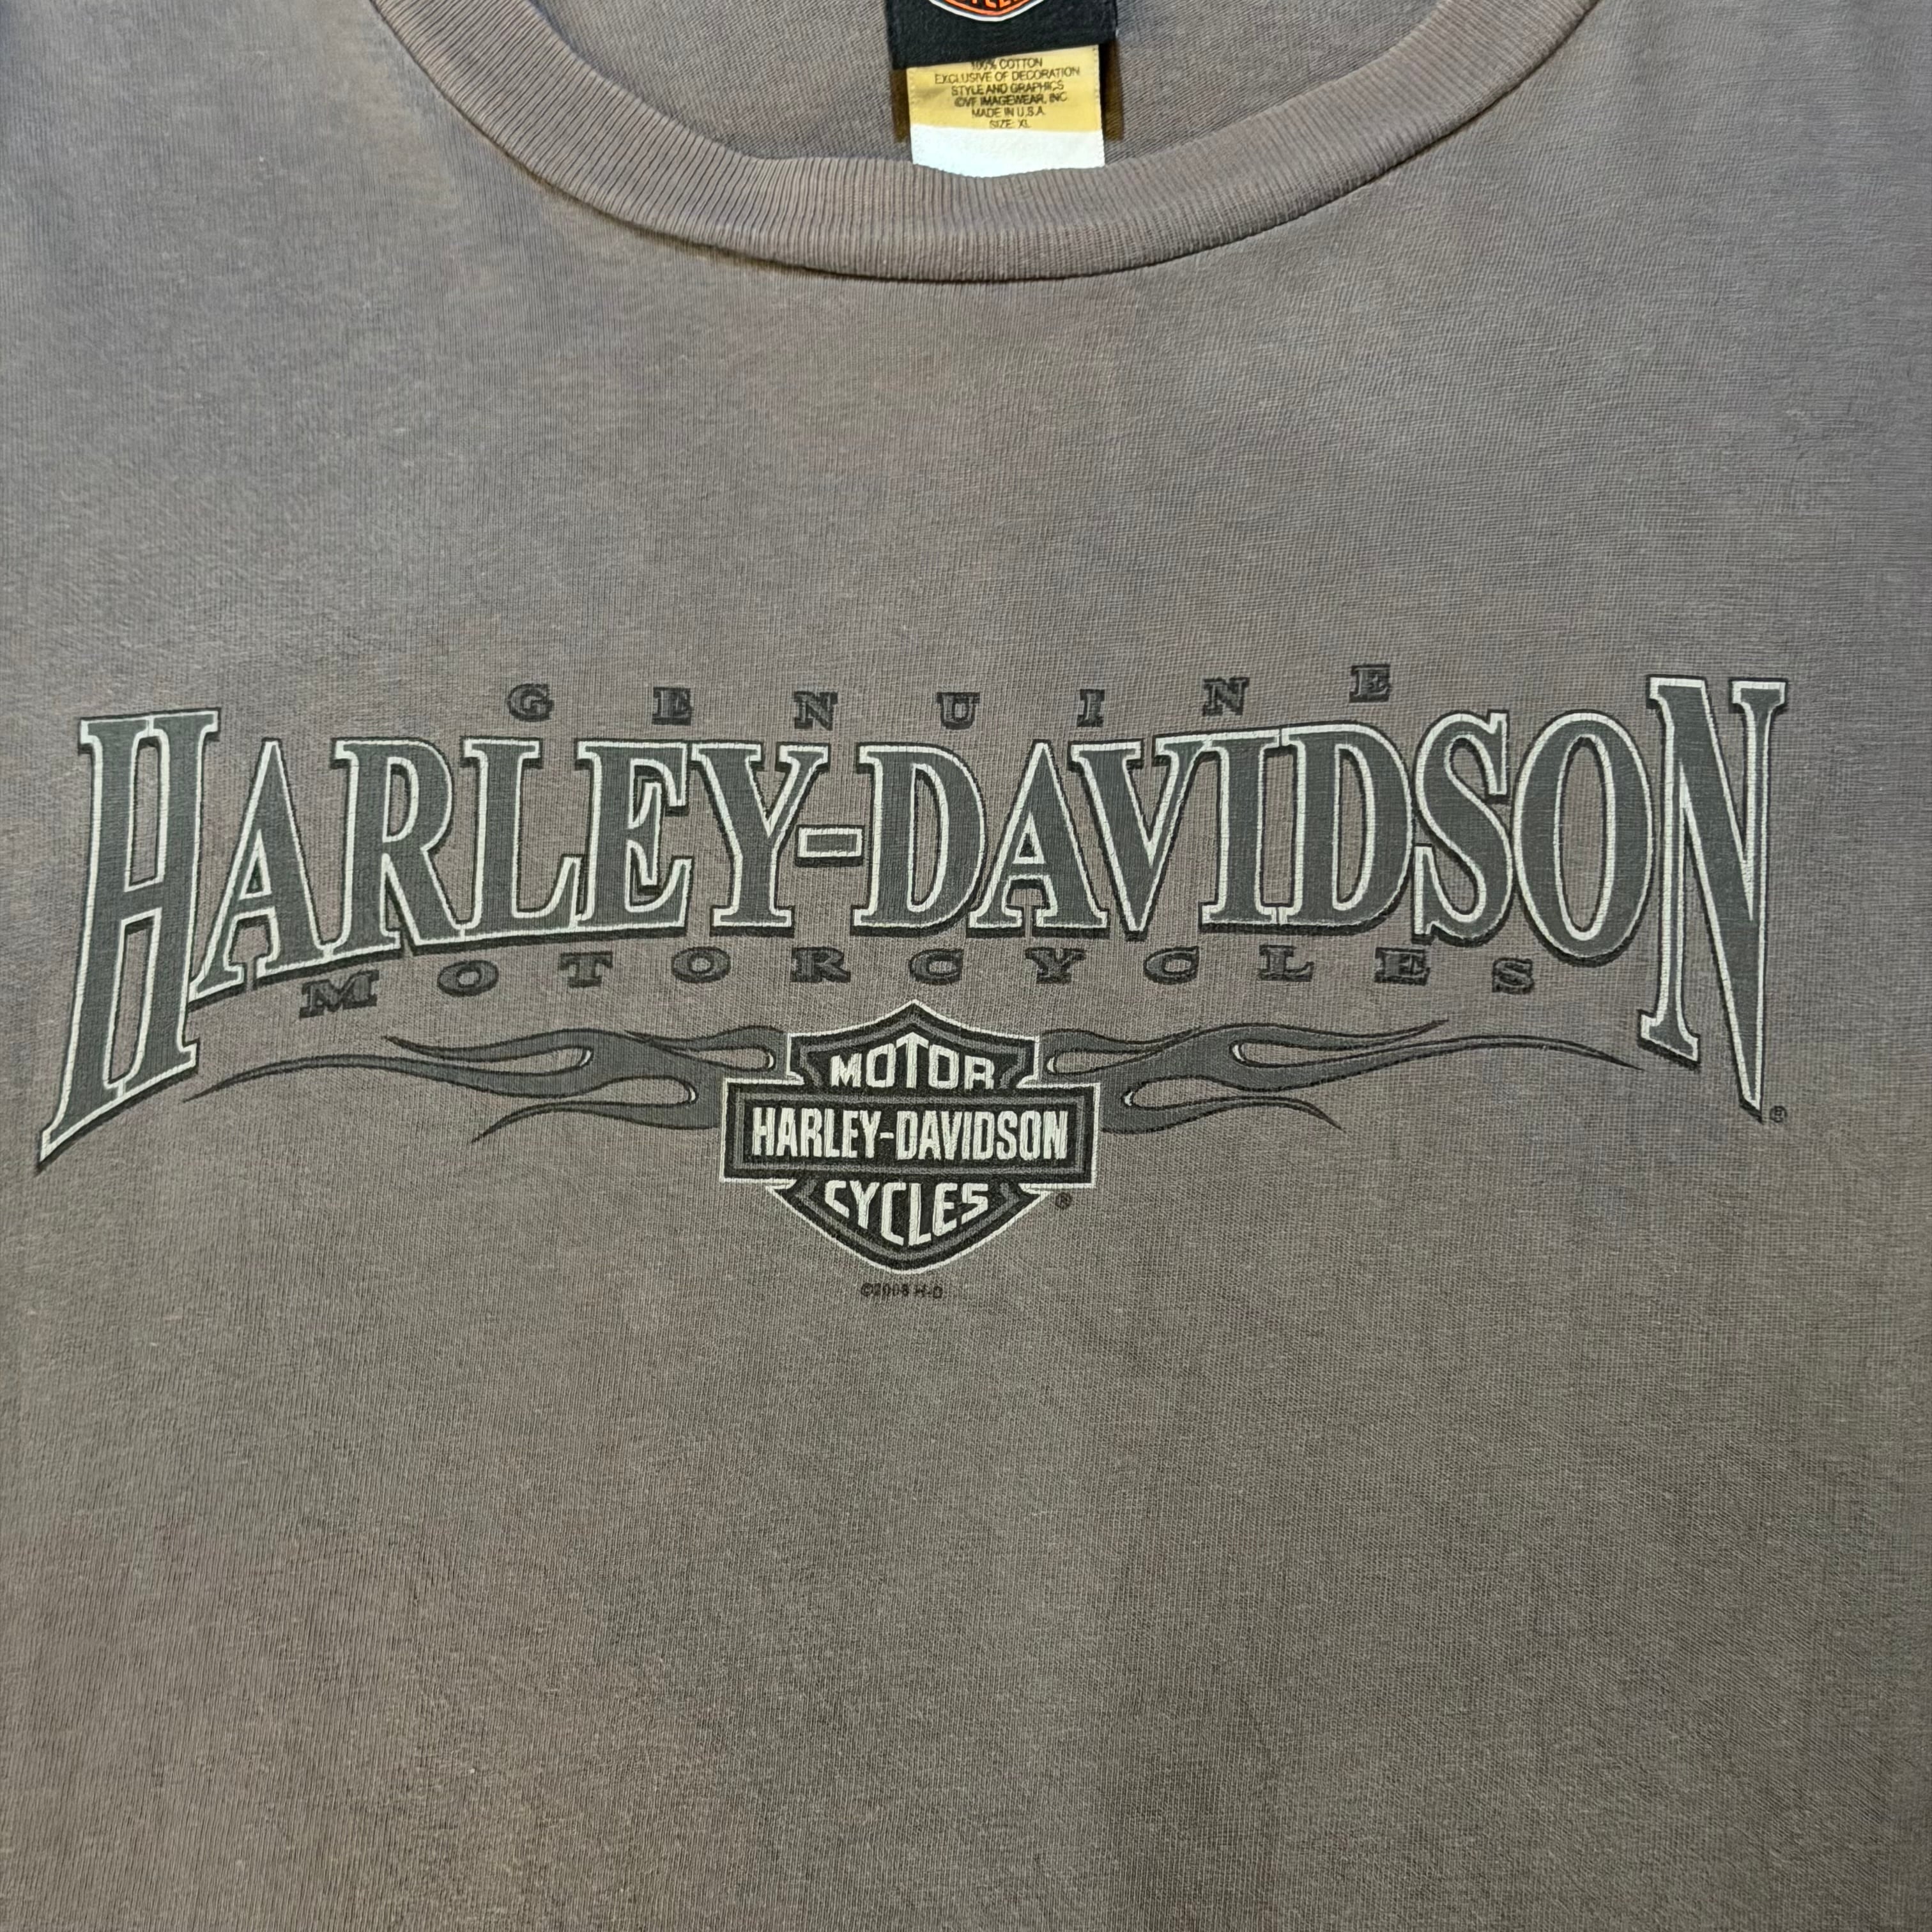 100% COTTON
EXCLUSIVE OF DECORATION
STYLE AND GRAPHICS
©VF IMAGEWEAR, INC
MADE IN U.S.A.
SIZE: XL
GENUINE
HARLEY-DAVIDSON®
MOTORCYCLES
MOTOR
HARLEY-DAVIDSON
CYCLES®
©2008 H-D